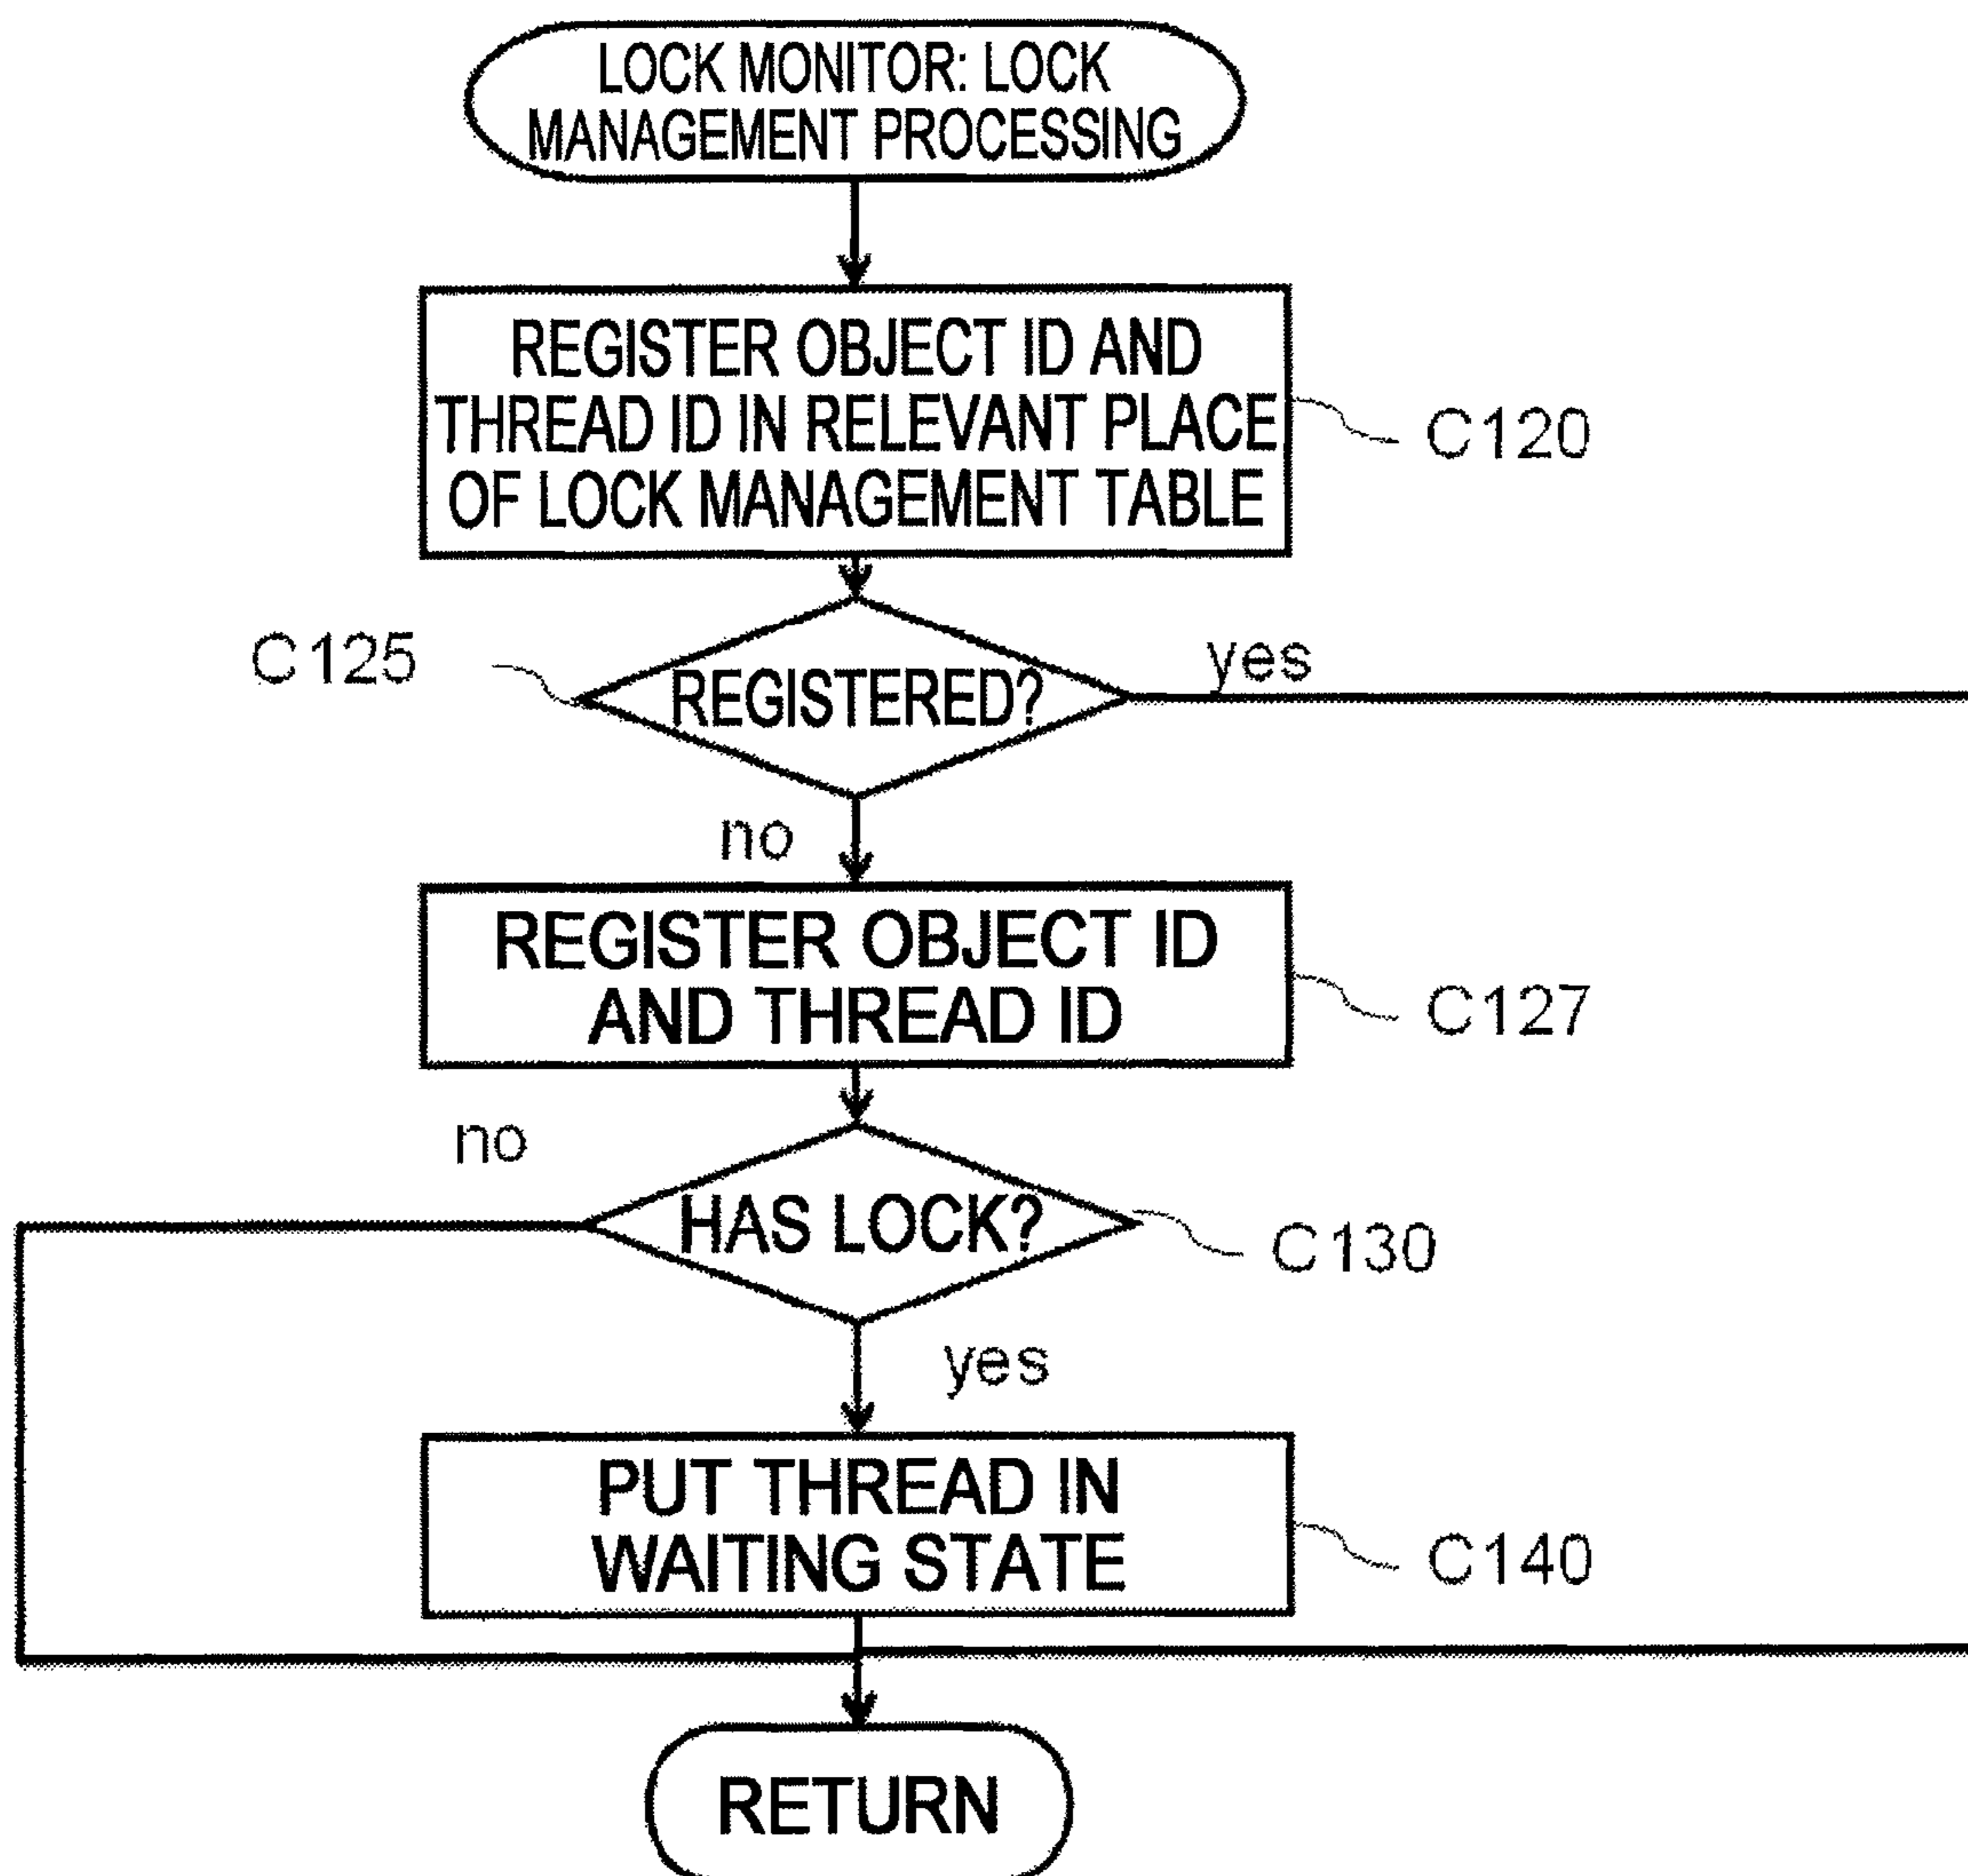 LOCK MONITOR: LOCK
MANAGEMENT PROCESSING
REGISTER OBJECT ID AND
THREAD ID IN RELEVANT PLACE
OF LOCK MANAGEMENT TABLE
C120
C125
REGISTERED?
yes
no
REGISTER OBJECT ID
AND THREAD ID
C127
no
HAS LOCK?
C130
yes
PUT THREAD IN
WAITING STATE
C140
RETURN